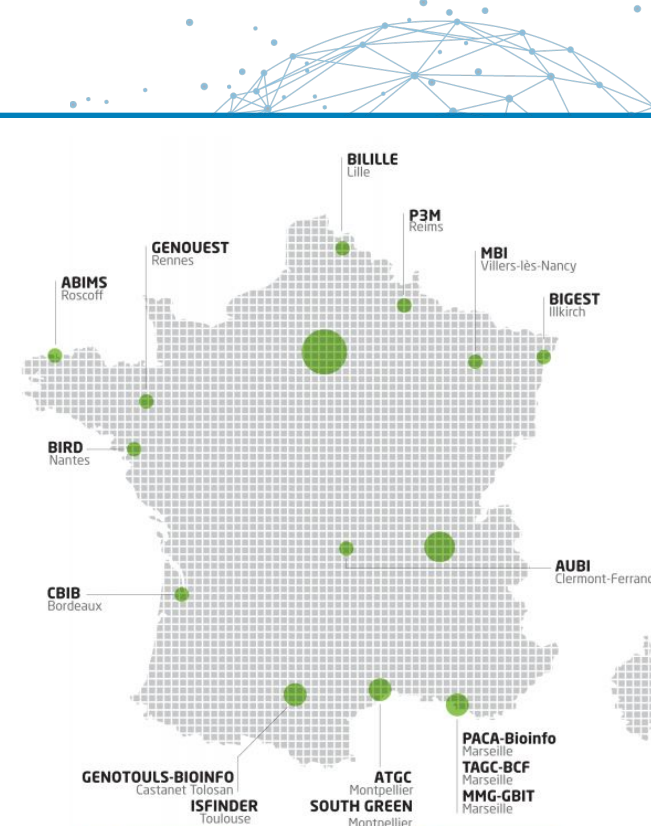 BILILLE
Lille
P3M
Reims
GENOUEST
Rennes
MBI
Villers-lès-Nancy
ABIMS
Roscoff
BIGEST
Illkirch
BIRD
Nantes
AUBI
Clermont-Ferrand
CBIB
Bordeaux
PACA-Bioinfo
Marseille
TAGC-BCF
Marseille
MMG-GBIT
Marseille
GENOTOULS-BIOINFO
Castanet Tolosan
ISFINDER
Toulouse
ATGC
Montpellier
SOUTH GREEN
Montpellier